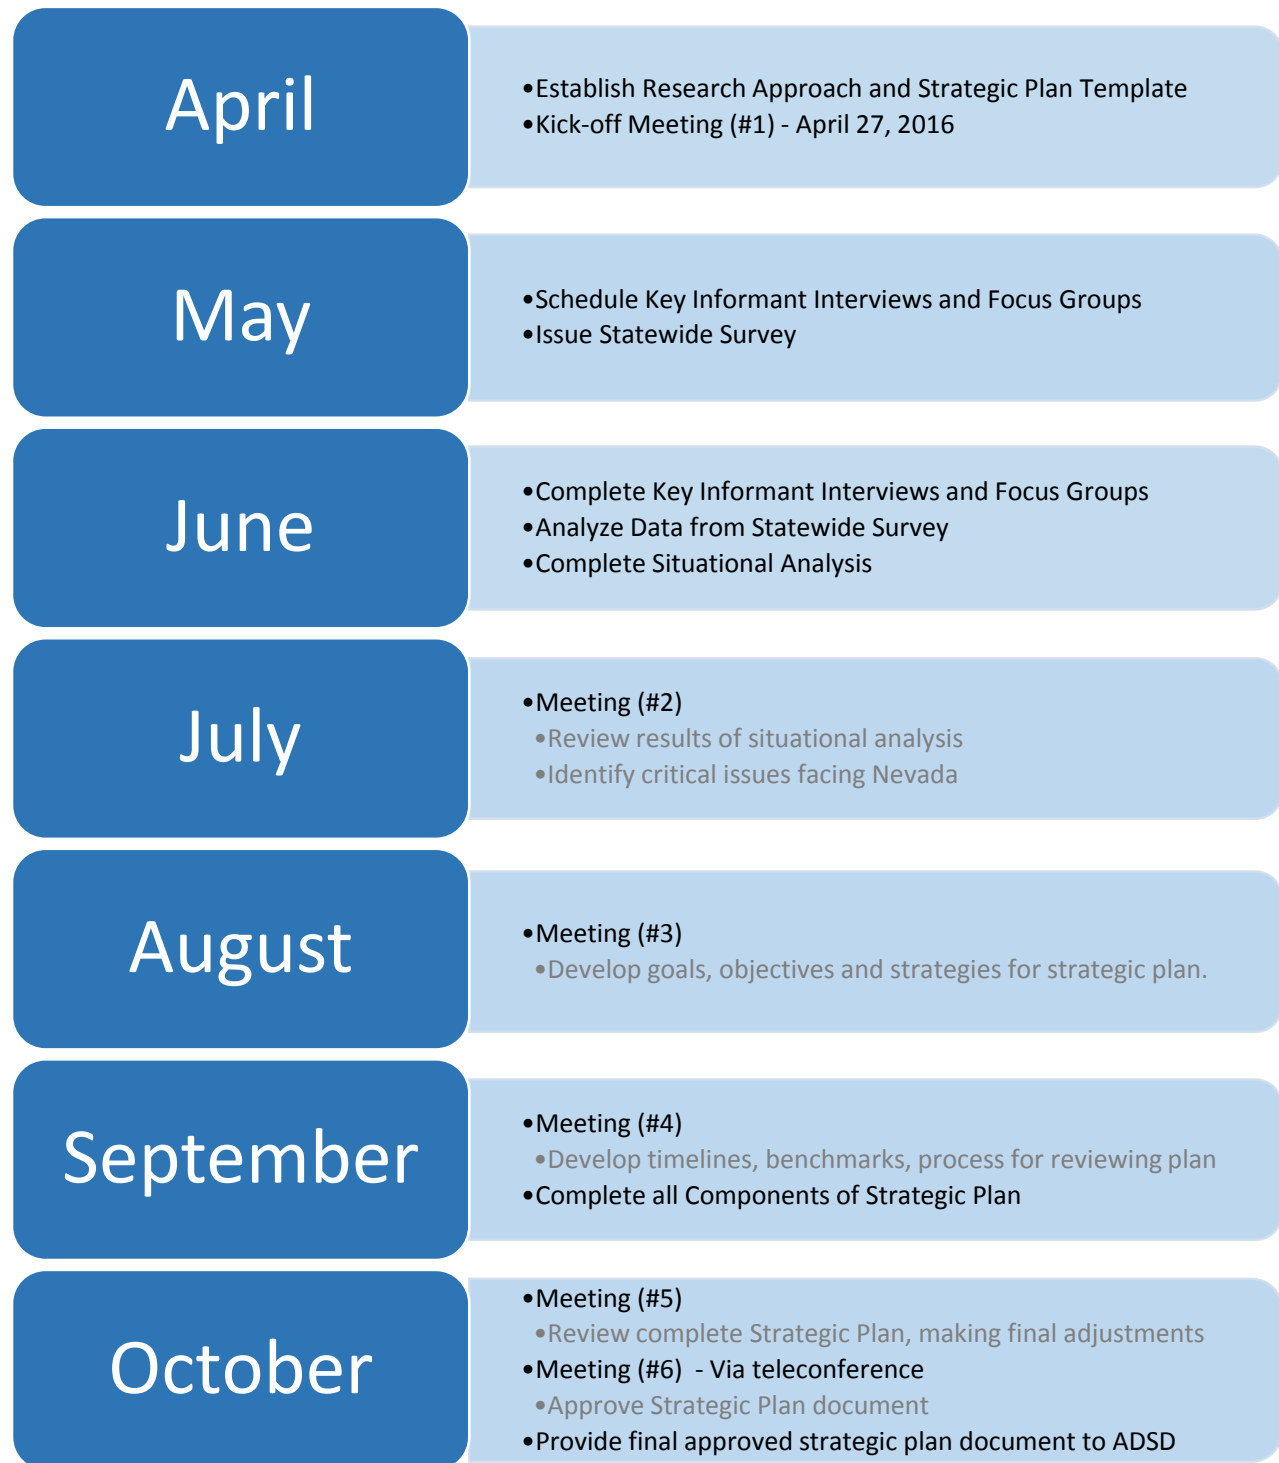 April
•Establish Research Approach and Strategic Plan Template
•Kick-off Meeting (#1) - April 27, 2016
May
•Schedule Key Informant Interviews and Focus Groups
•Issue Statewide Survey
June
•Complete Key Informant Interviews and Focus Groups
•Analyze Data from Statewide Survey
•Complete Situational Analysis
July
•Meeting (#2)
•Review results of situational analysis
•Identify critical issues facing Nevada
August
•Meeting (#3)
•Develop goals, objectives and strategies for strategic plan.
September
•Meeting (#4)
•Develop timelines, benchmarks, process for reviewing plan
•Complete all Components of Strategic Plan
October
•Meeting (#5)
•Review complete Strategic Plan, making final adjustments
•Meeting (#6)  - Via teleconference
•Approve Strategic Plan document
•Provide final approved strategic plan document to ADSD